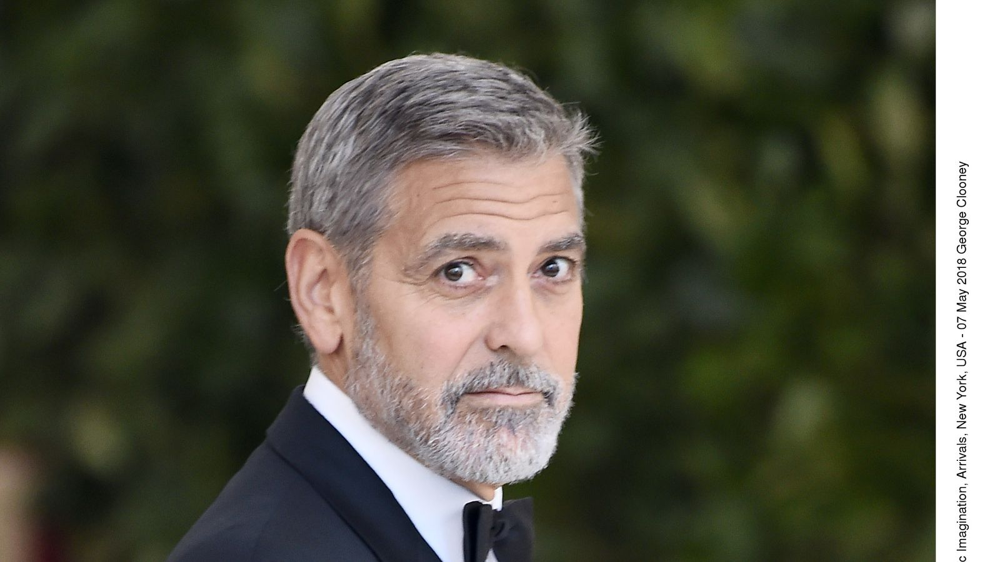 c Imagination, Arrivals, New York, USA - 07 May 2018 George Clooney